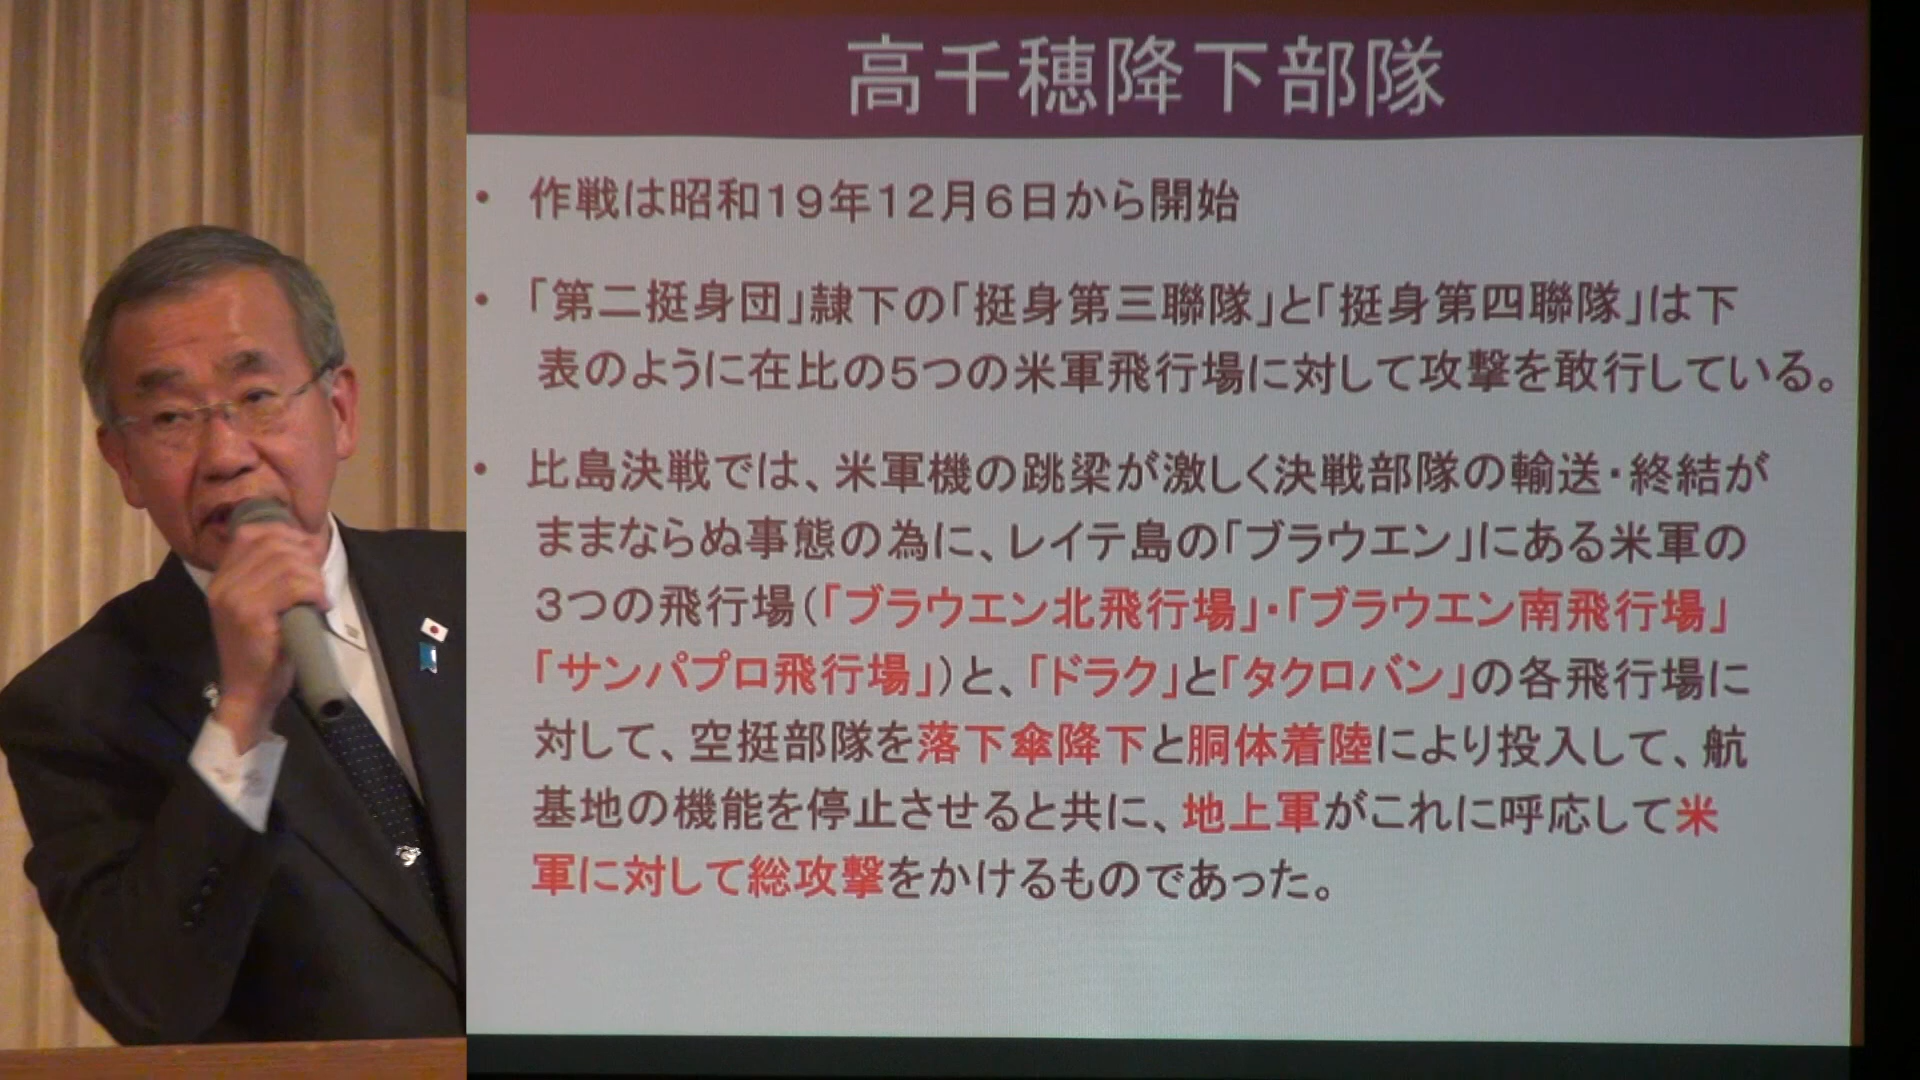 高千穂降下部隊
・ 作戦は昭和19年12月6日から開始
・ 「第二挺身団」隷下の「挺身第三聯隊」と「挺身第四聯隊」は下
表のように在比の5つの米軍飛行場に対して攻撃を敢行している。
・ 比島決戦では、米軍機の跳梁が激しく決戦部隊の輸送・終結が
ままならぬ事態の為に、レイテ島の「ブラウエン」にある米軍の
3つの飛行場(「ブラウエン北飛行場」・「ブラウエン南飛行場」
「サンパプロ飛行場」)と、「ドラク」と「タクロバン」の各飛行場に
対して、空挺部隊を落下傘降下と胴体着陸により投入して、航
基地の機能を停止させると共に、地上軍がこれに呼応して米
軍に対して総攻撃をかけるものであった。